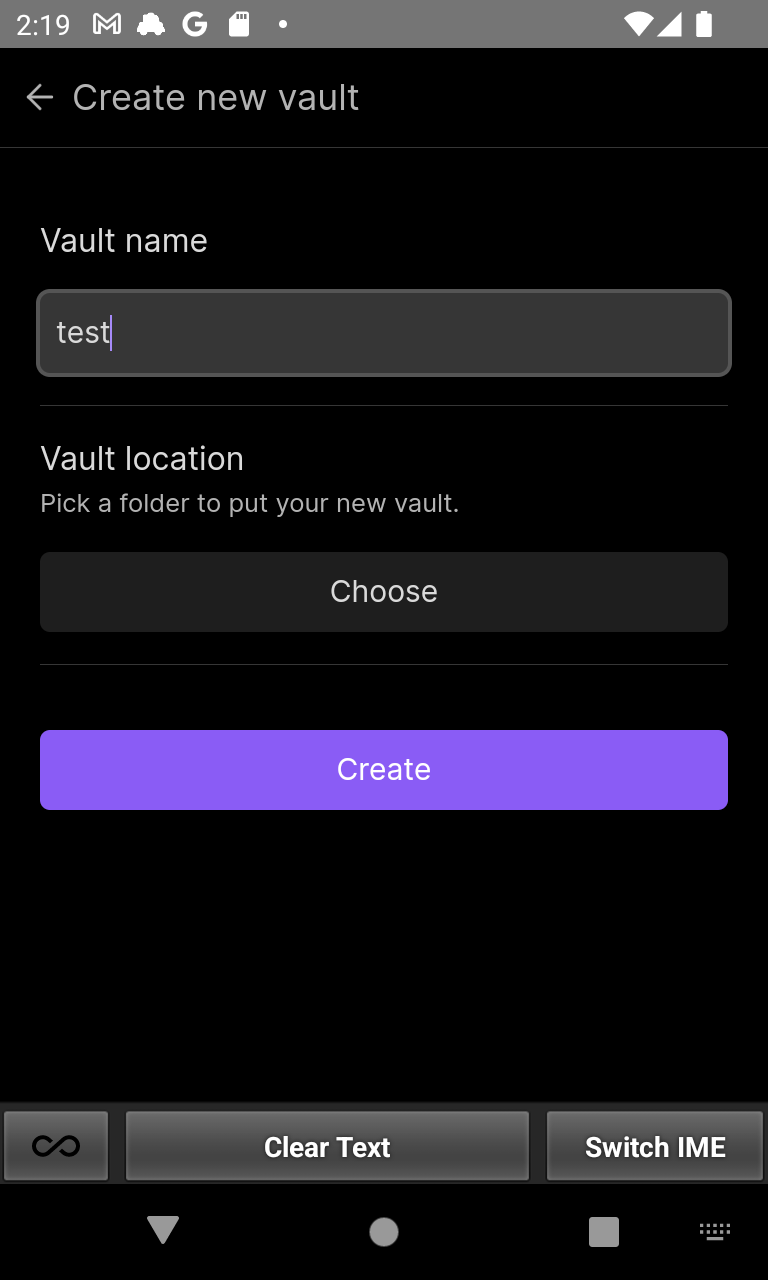 2:19
Create new vault
Vault name
test
Vault location
Pick a folder to put your new vault.
Choose
Create
Clear Text
Switch IME